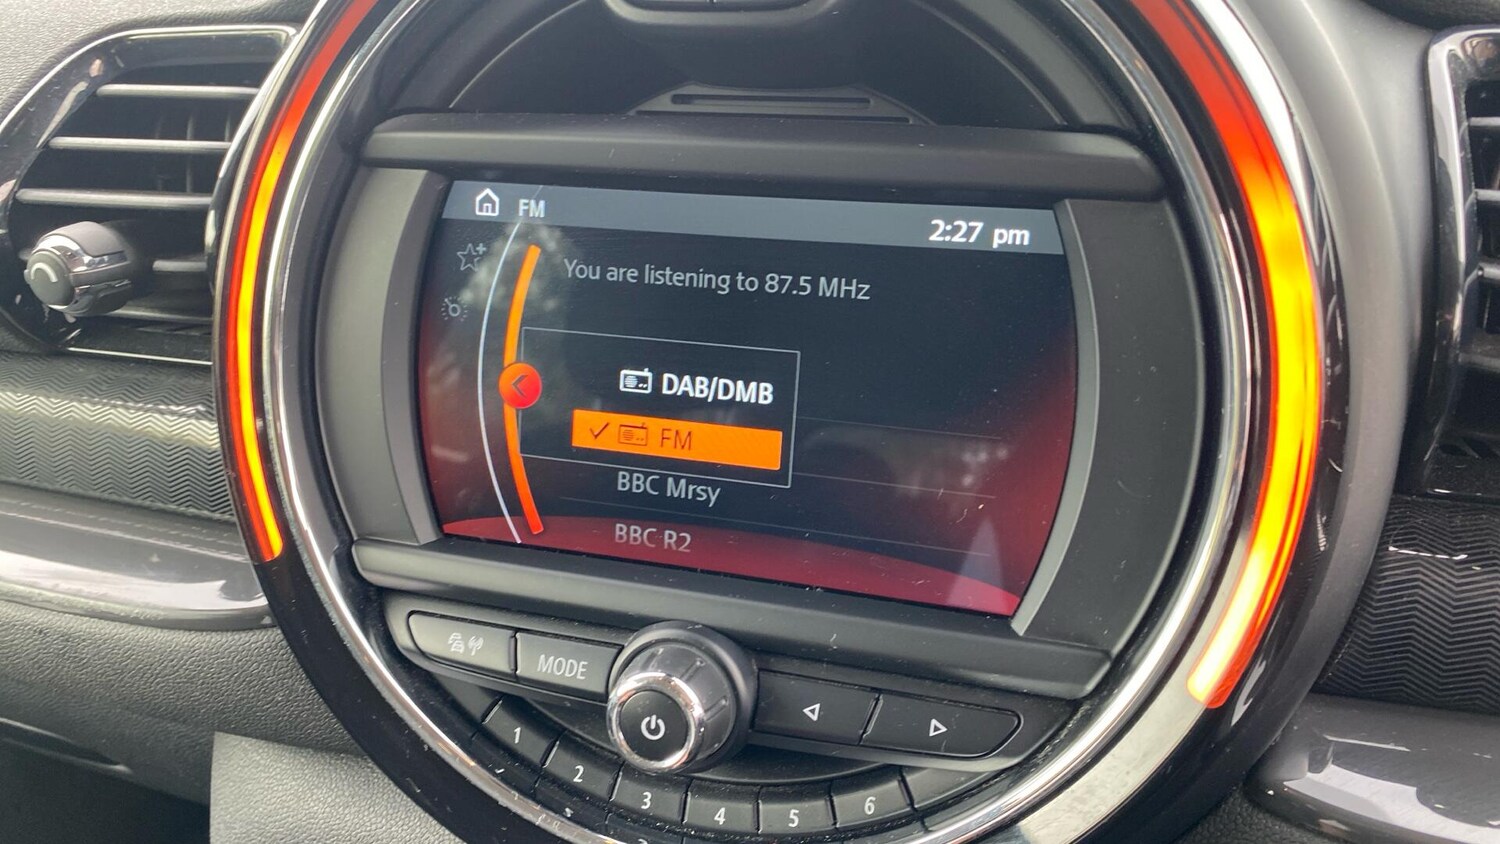 FM
2:27 pm
You are listening to 87.5 MHz
DAB/DMB
FM
BBC Mrsy
BBC R2
MODE
1
2
3
4
5
6